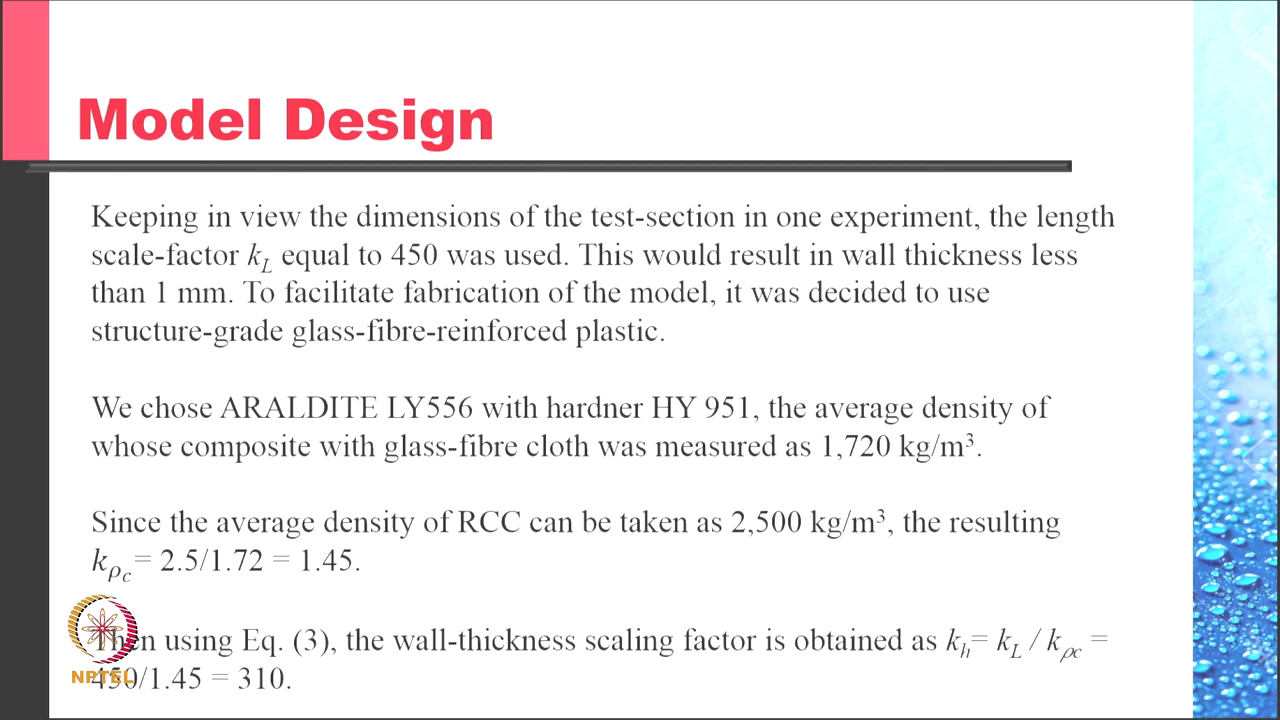 Model Design
Keeping in view the dimensions of the test-section in one experiment, the length
scale-factor k_L equal to 450 was used. This would result in wall thickness less
than 1 mm. To facilitate fabrication of the model, it was decided to use
structure-grade glass-fibre-reinforced plastic.
We chose ARALDITE LY556 with hardner HY 951, the average density of
whose composite with glass-fibre cloth was measured as 1,720 kg/m³.
Since the average density of RCC can be taken as 2,500 kg/m³, the resulting
k_ρc = 2.5/1.72 = 1.45.
Then using Eq. (3), the wall-thickness scaling factor is obtained as k_h = k_L / k_ρc =
450/1.45 = 310.
NPTEL